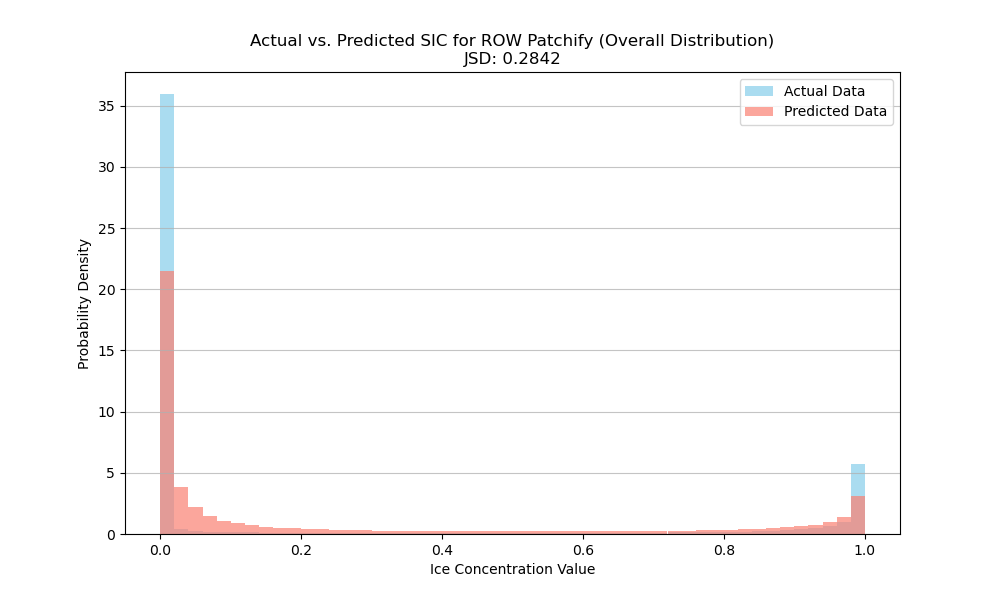 Actual vs. Predicted SIC for ROW Patchify (Overall Distribution)
JSD: 0.2842
Actual Data
Predicted Data
Probability Density
35
30
25
20
15
10
5
0
0.0 0.2 0.4 0.6 0.8 1.0
Ice Concentration Value